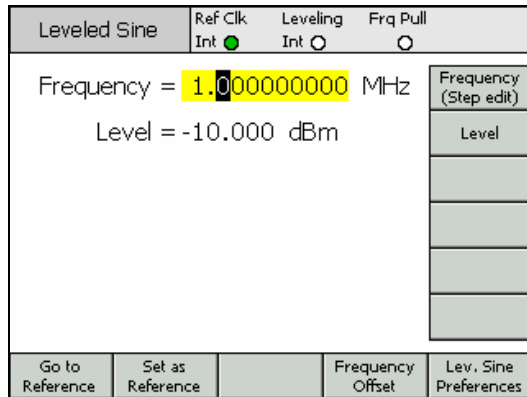 Leveled Sine
Ref Clk Leveling Frq Pull
Int Int
Frequency = 1.000000000 MHz
Level = -10.000 dBm
Frequency
(Step edit)
Level
Go to
Reference
Set as
Reference
Frequency
Offset
Lev. Sine
Preferences